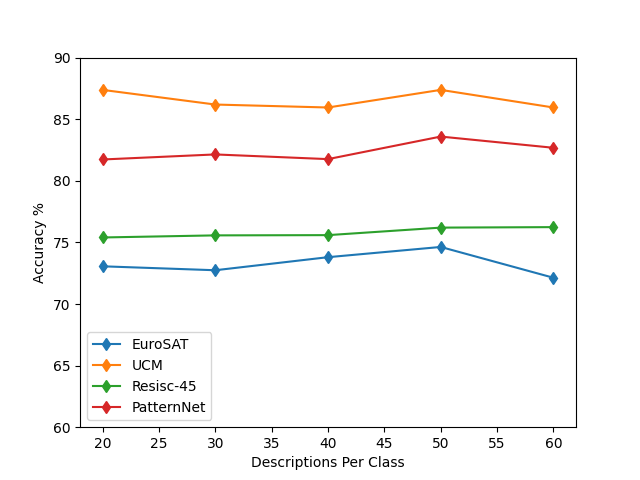 90
85
80
75
70
65
60
Accuracy %
EuroSAT
UCM
Resisc-45
PatternNet
20 25 30 35 40 45 50 55 60
Descriptions Per Class